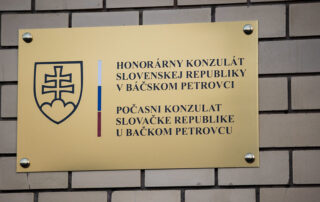 HONORÁRNY KONZULÁT
SLOVENSKEJ REPUBLIKY
V BÁČSKOM PETROVCI
POČASNI KONZULAT
SLOVAČKE REPUBLIKE
U BAČKOM PETROVCU